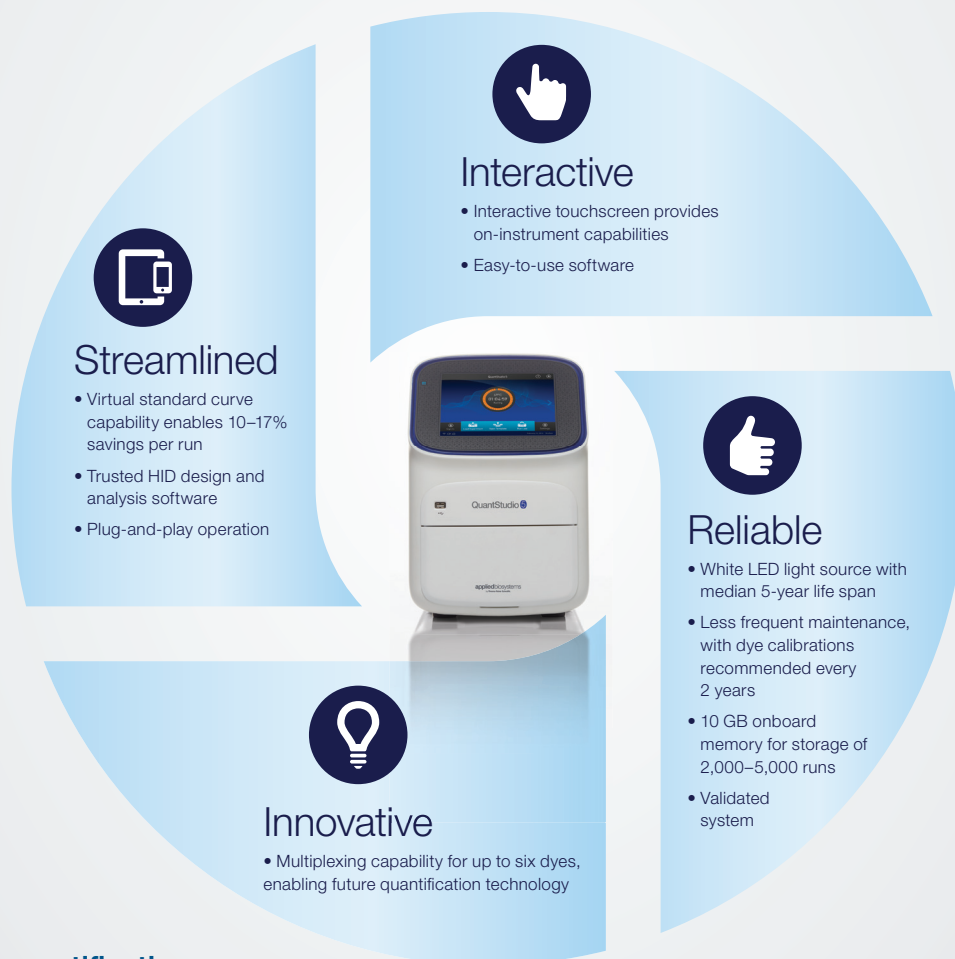 Interactive
• Interactive touchscreen provides
on-instrument capabilities
• Easy-to-use software
Streamlined
• Virtual standard curve
capability enables 10–17%
savings per run
• Trusted HID design and
analysis software
• Plug-and-play operation
QuantStudio 5
appliedbiosystems
Reliable
• White LED light source with
median 5-year life span
• Less frequent maintenance,
with dye calibrations
recommended every
2 years
• 10 GB onboard
memory for storage of
2,000–5,000 runs
• Validated
system
Innovative
• Multiplexing capability for up to six dyes,
enabling future quantification technology